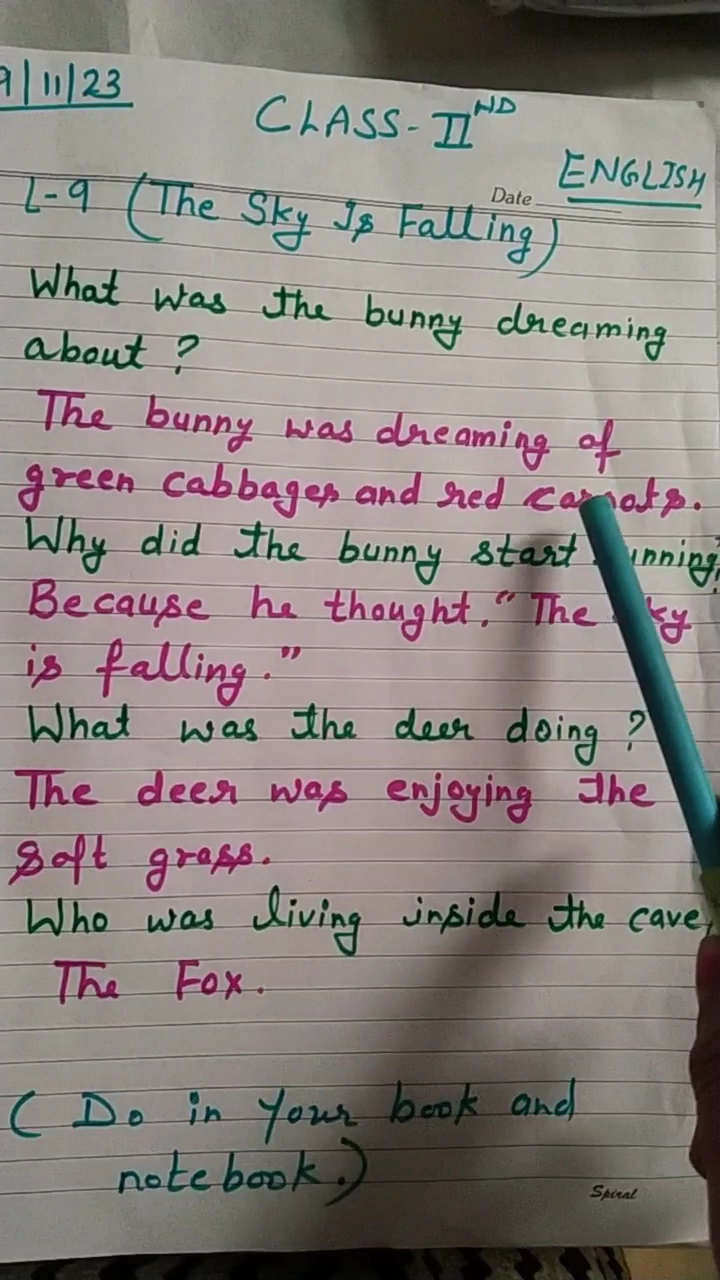 9/11/23
CLASS-II ND
ENGLISH
Date
L-9 (The Sky Is Falling)
What was the bunny dreaming
about?
The bunny was dreaming of
green cabbages and red carrots.
Why did the bunny start running
Because he thought. "The sky
is falling."
What was the deer doing?
The deer was enjoying the
Soft grass.
Who was living inside the cave
The Fox.
(Do in Your book and
notebook.)
Spiral